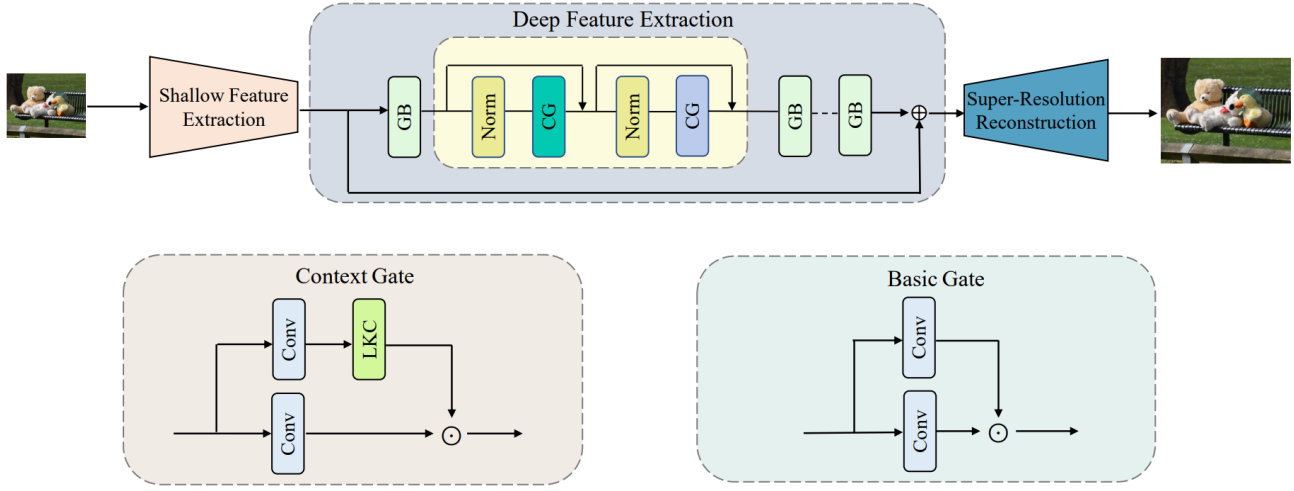 Deep Feature Extraction
Shallow Feature
Extraction
GB
Norm
CG
Norm
CG
GB
GB
Super-Resolution
Reconstruction
Context Gate
Conv
LKC
Conv
Basic Gate
Conv
Conv